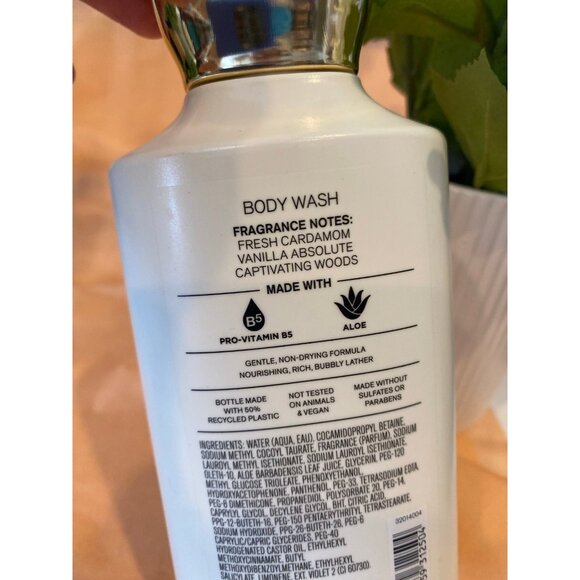 BODY WASH
FRAGRANCE NOTES:
FRESH CARDAMOM
VANILLA ABSOLUTE
CAPTIVATING WOODS
MADE WITH
B5
PRO-VITAMIN B5
ALOE
GENTLE, NON-DRYING FORMULA
NOURISHING, RICH, BUBBLY LATHER
BOTTLE MADE
WITH 50%
RECYCLED PLASTIC
NOT TESTED
ON ANIMALS
& VEGAN
MADE WITHOUT
SULFATES OR
PARABENS
INGREDIENTS: WATER (AQUA, EAU), COCAMIDOPROPYL BETAINE,
SODIUM METHYL COCOYL TAURATE, FRAGRANCE (PARFUM), SODIUM
LAUROYL METHYL ISETHIONATE, SODIUM LAUROYL ISETHIONATE,
OLETH-10, ALOE BARBADENSIS LEAF JUICE, GLYCERIN, PEG-120
METHYL GLUCOSE TRIOLEATE, PHENOXYETHANOL,
HYDROXYACETOPHENONE, PANTHENOL, PEG-33, TETRASODIUM EDTA,
PEG-8 DIMETHICONE, PROPANEDIOL, POLYSORBATE 20, PEG-14,
CAPRYLYL GLYCOL, DECYLENE GLYCOL, BHT, CITRIC ACID,
PPG-12-BUTETH-16, PEG-150 PENTAERYTHRITYL TETRASTEARATE,
SODIUM HYDROXIDE, PPG-26-BUTETH-26, PEG-6
CAPRYLIC/CAPRIC GLYCERIDES, PEG-40
HYDROGENATED CASTOR OIL, ETHYLHEXYL
METHOXYCINNAMATE, BUTYL
METHOXYDIBENZOYLMETHANE, ETHYLHEXYL
SALICYLATE, LIMONENE, EXT. VIOLET 2 (CI 60730).
32014004